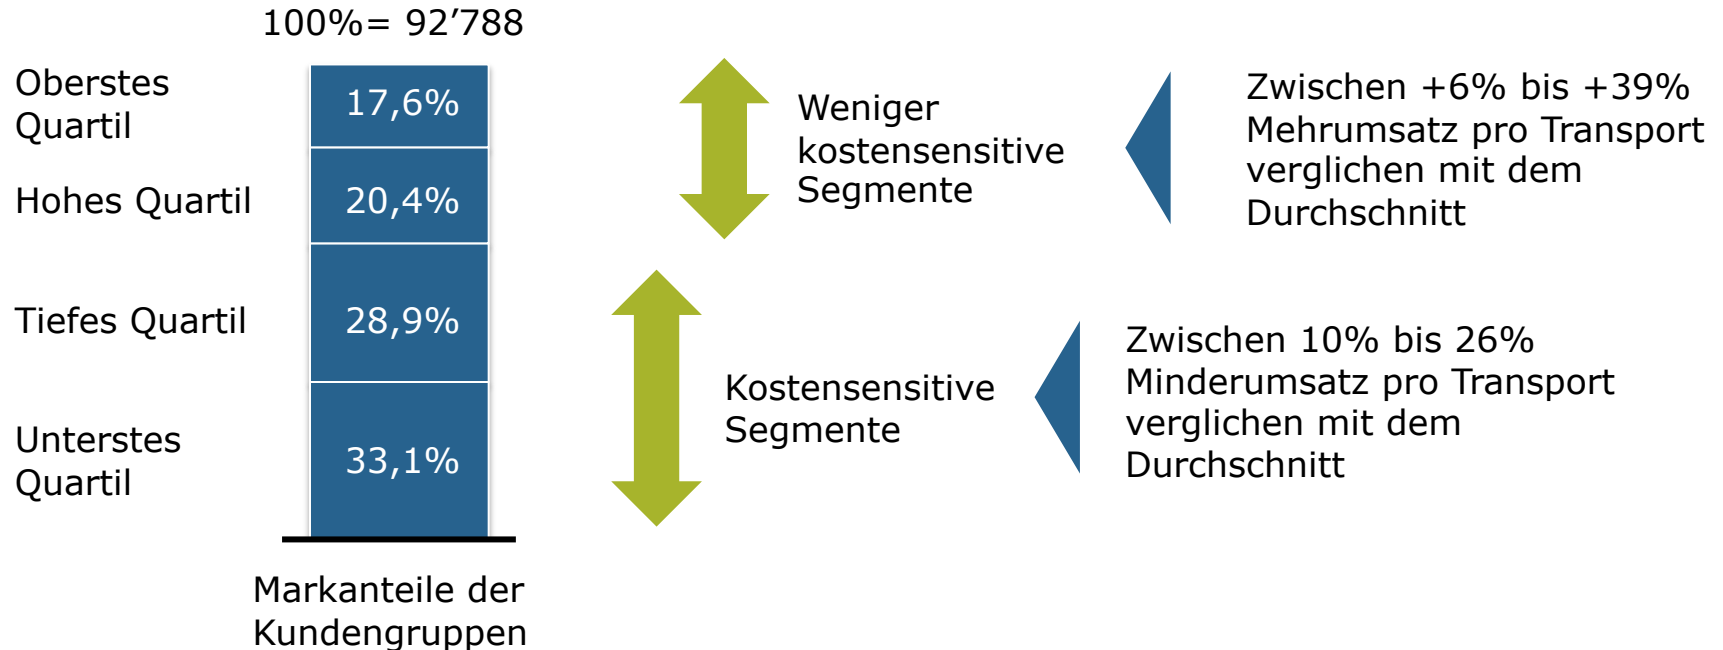 100%= 92’788
Oberstes
Quartil
17,6%
Hohes Quartil
20,4%
Tiefes Quartil
28,9%
Unterstes
Quartil
33,1%
Markanteile der
Kundengruppen
Weniger
kostensensitive
Segmente
Zwischen +6% bis +39%
Mehrumsatz pro Transport
verglichen mit dem
Durchschnitt
Kostensensitive
Segmente
Zwischen 10% bis 26%
Minderumsatz pro Transport
verglichen mit dem
Durchschnitt